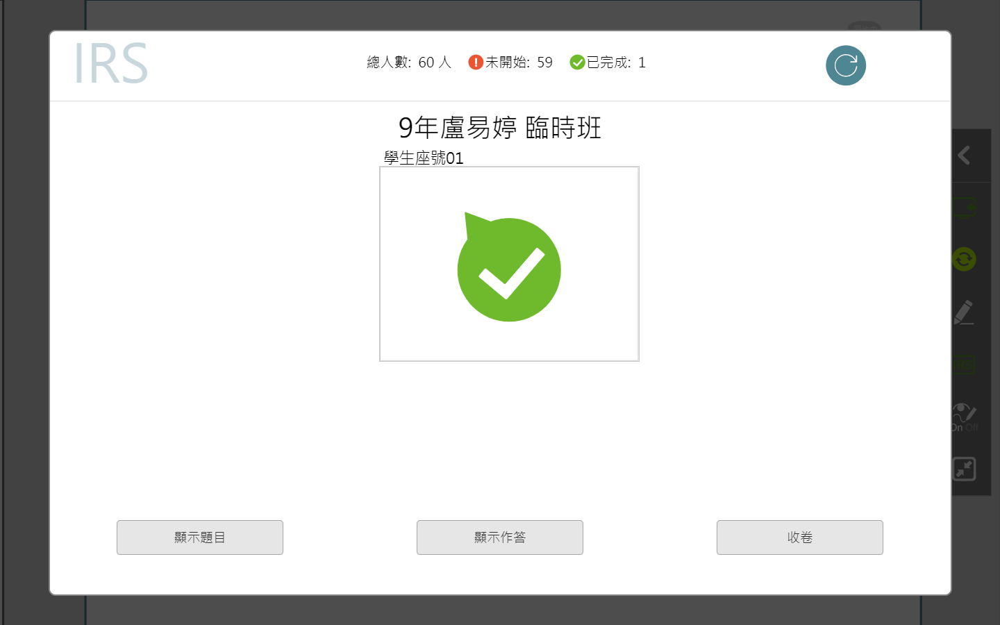 IRS
總人數: 60 人 未開始: 59 已完成: 1
9年盧易婷 臨時班
學生座號01
On Off
顯示題目 顯示作答 收卷